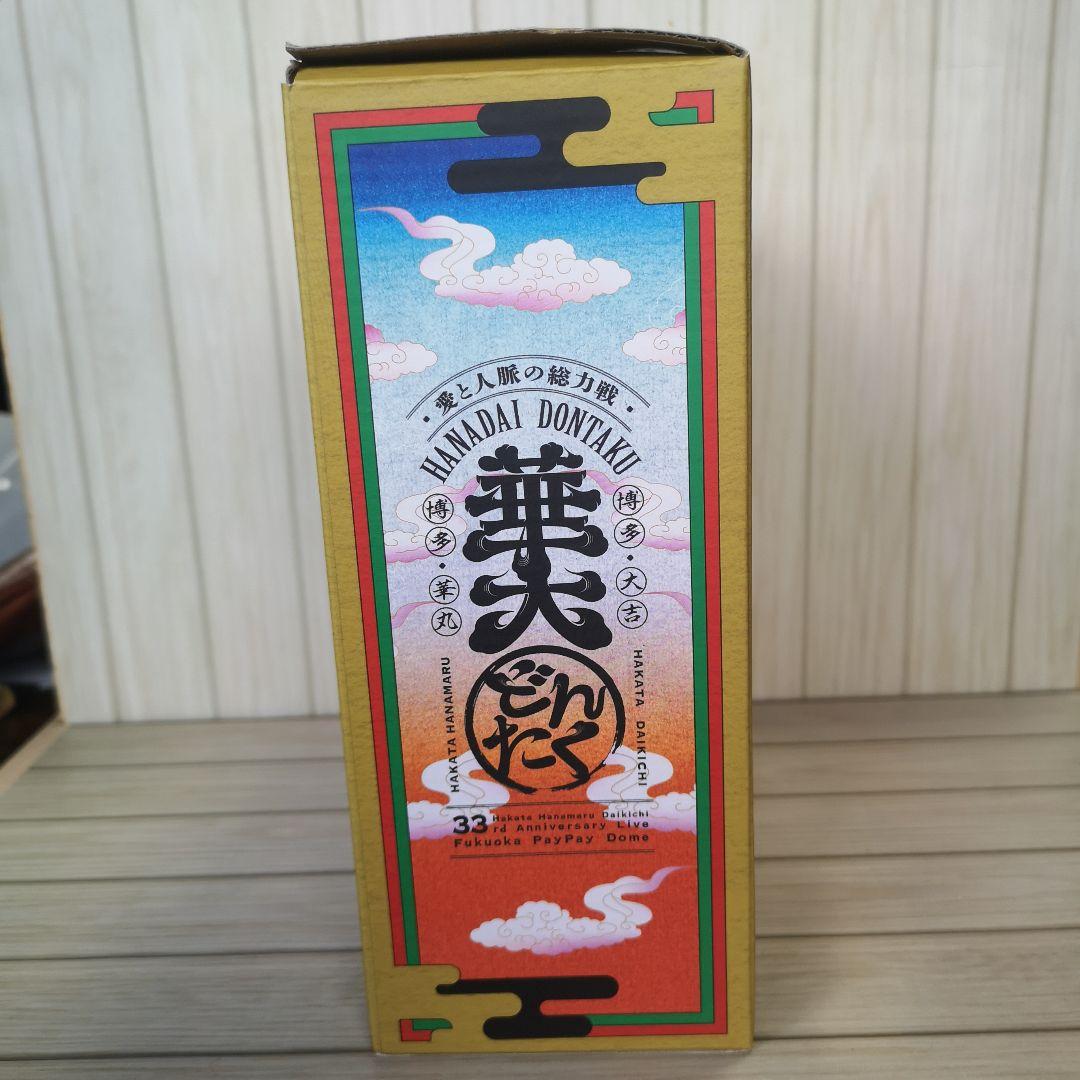 ・愛と人脈の総力戦・
HANADAI DONTAKU
華大
どんたく
博多・華丸
HAKATA HANAMARU
博多・大吉
HAKATA DAIKICHI
33rd Anniversary Live
Hakata Hanamaru Daikichi
Fukuoka PayPay Dome